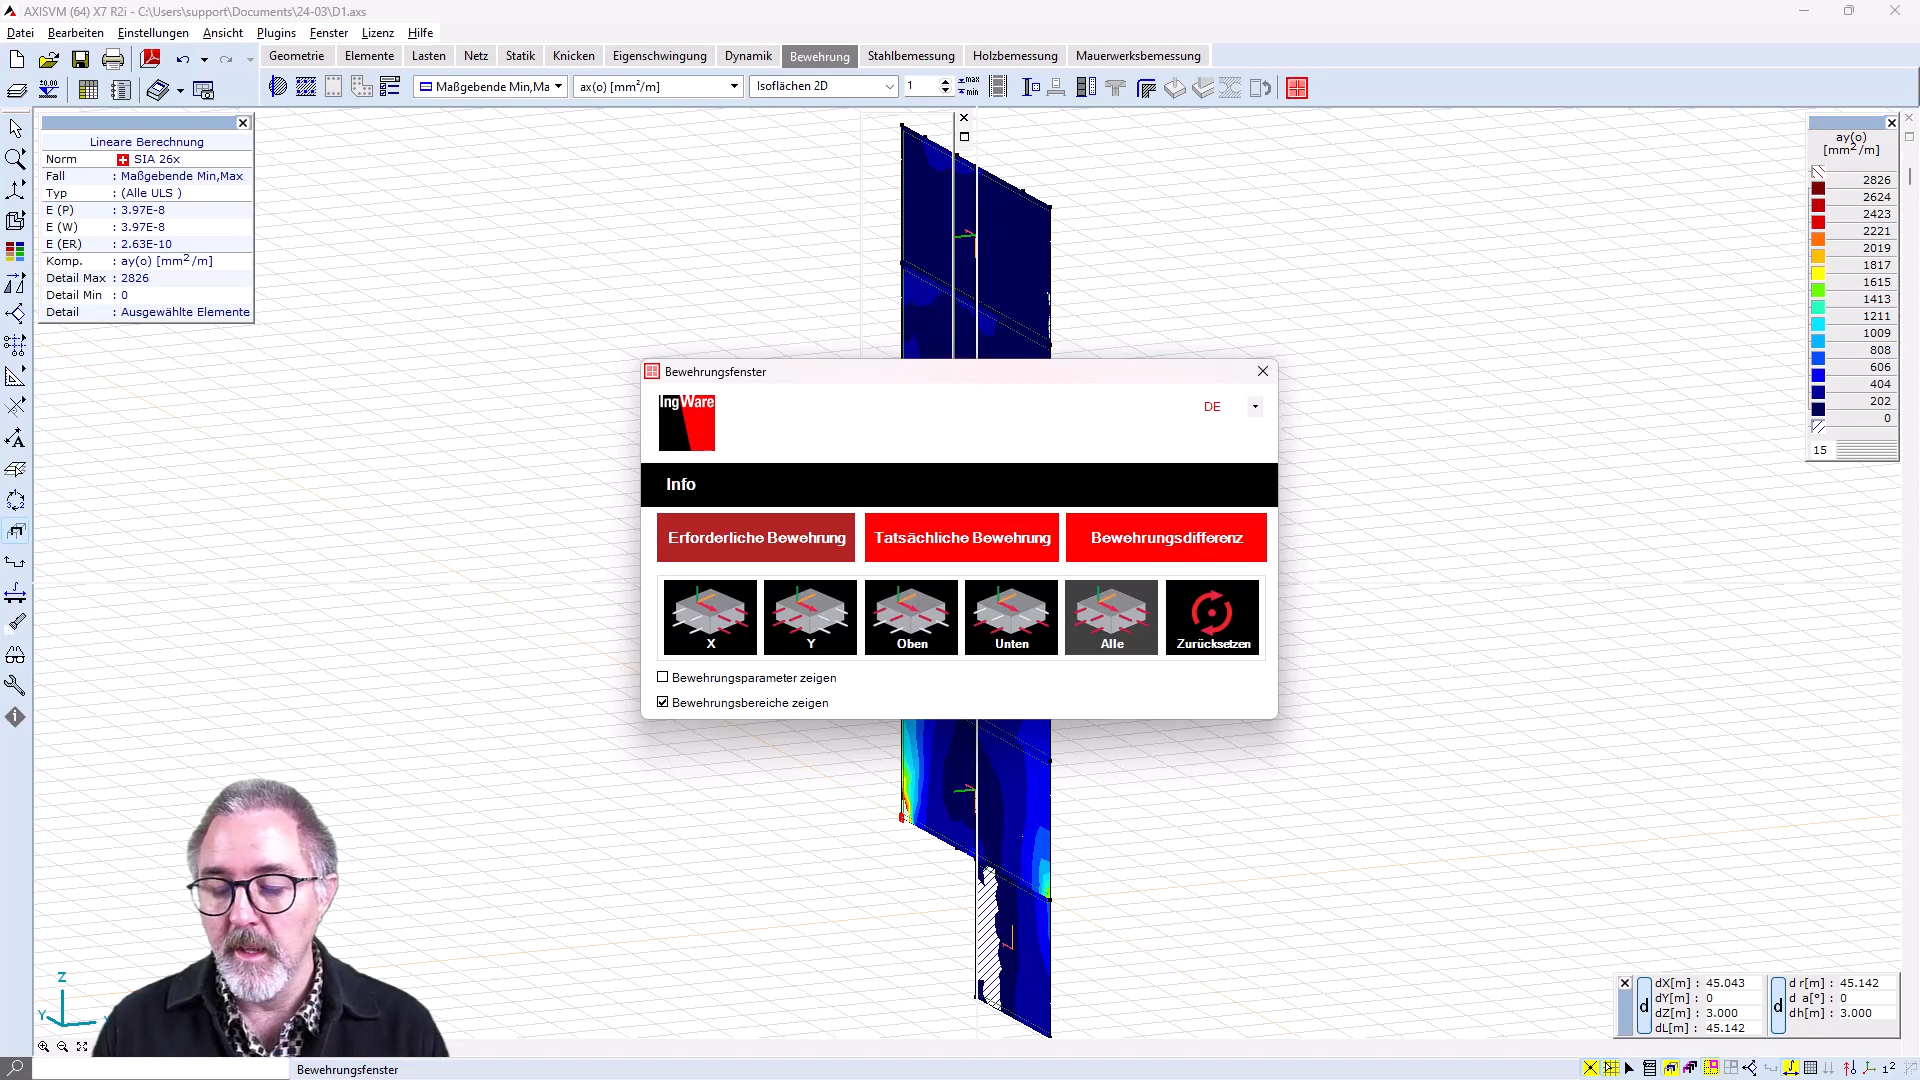 AXISVM (64) X7 R2i - C:\Users\support\Documents\24-03\D1.axs
Datei Bearbeiten Einstellungen Ansicht Plugins Fenster Lizenz Hilfe
Geometrie Elemente Lasten Netz Statik Knicken Eigenschwingung Dynamik Bewehrung Stahlbemessung Holzbemessung Mauerwerksbemessung
Maßgebende Min,Ma ax(o) [mm²/m] Isoflächen 2D 1
Lineare Berechnung
Norm SIA 26x
Fall : Maßgebende Min,Max
Typ : (Alle ULS )
E (P) : 3.97E-8
E (W) : 3.97E-8
E (ER) : 2.63E-10
Komp. : ay(o) [mm²/m]
Detail Max : 2826
Detail Min : 0
Detail : Ausgewählte Elemente
ay(o)
[mm²/m]
2826
2624
2423
2221
2019
1817
1615
1413
1211
1009
808
606
404
202
0
15
Bewehrungsfenster
IngWare
DE
Info
Erforderliche Bewehrung Tatsächliche Bewehrung Bewehrungsdifferenz
X Y Oben Unten Alle Zurücksetzen
Bewehrungsparameter zeigen
Bewehrungsbereiche zeigen
Z
Y
dX[m] : 45.043
dY[m] : 0
dZ[m] : 3.000
dL[m] : 45.142
d
d r[m] : 45.142
d a[°] : 0
dh[m] : 3.000
d
Bewehrungsfenster